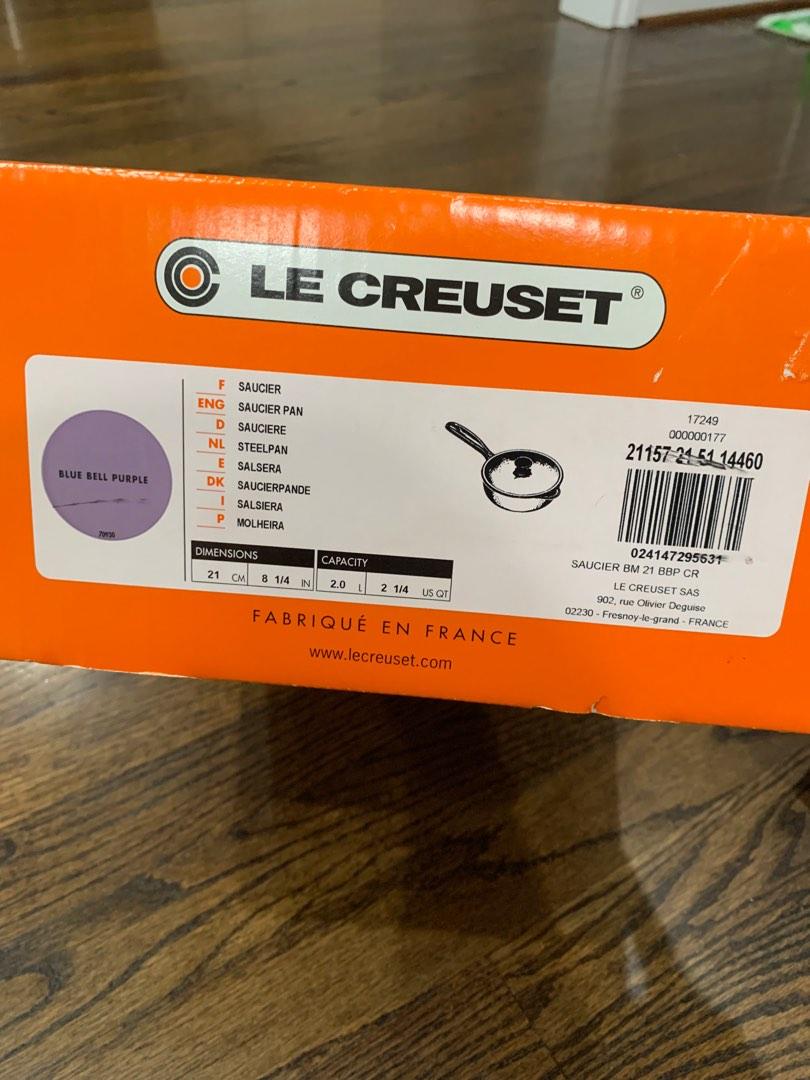 LE CREUSET®
BLUE BELL PURPLE
F SAUCIER
ENG SAUCIER PAN
D SAUCIERE
NL STEELPAN
E SALSERA
DK SAUCIERPANDE
I SALSIERA
P MOLHEIRA
DIMENSIONS
21 CM 8 1/4 IN
CAPACITY
2.0 L 2 1/4 US QT
17249
000000177
21157 21 51 14460
024147295631
SAUCIER BM 21 BBP CR
LE CREUSET SAS
902, rue Olivier Deguise
02230 - Fresnoy-le-grand - FRANCE
FABRIQUÉ EN FRANCE
www.lecreuset.com